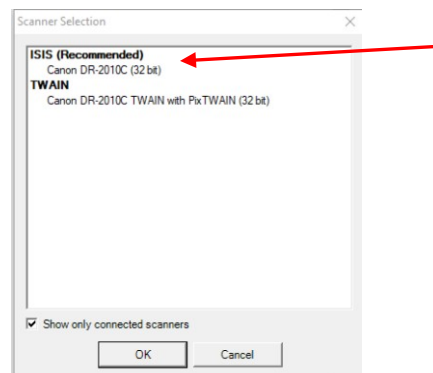 Scanner Selection
ISIS (Recommended)
Canon DR-2010C (32 bit)
TWAIN
Canon DR-2010C TWAIN with PixTWAIN (32 bit)
Show only connected scanners
OK Cancel